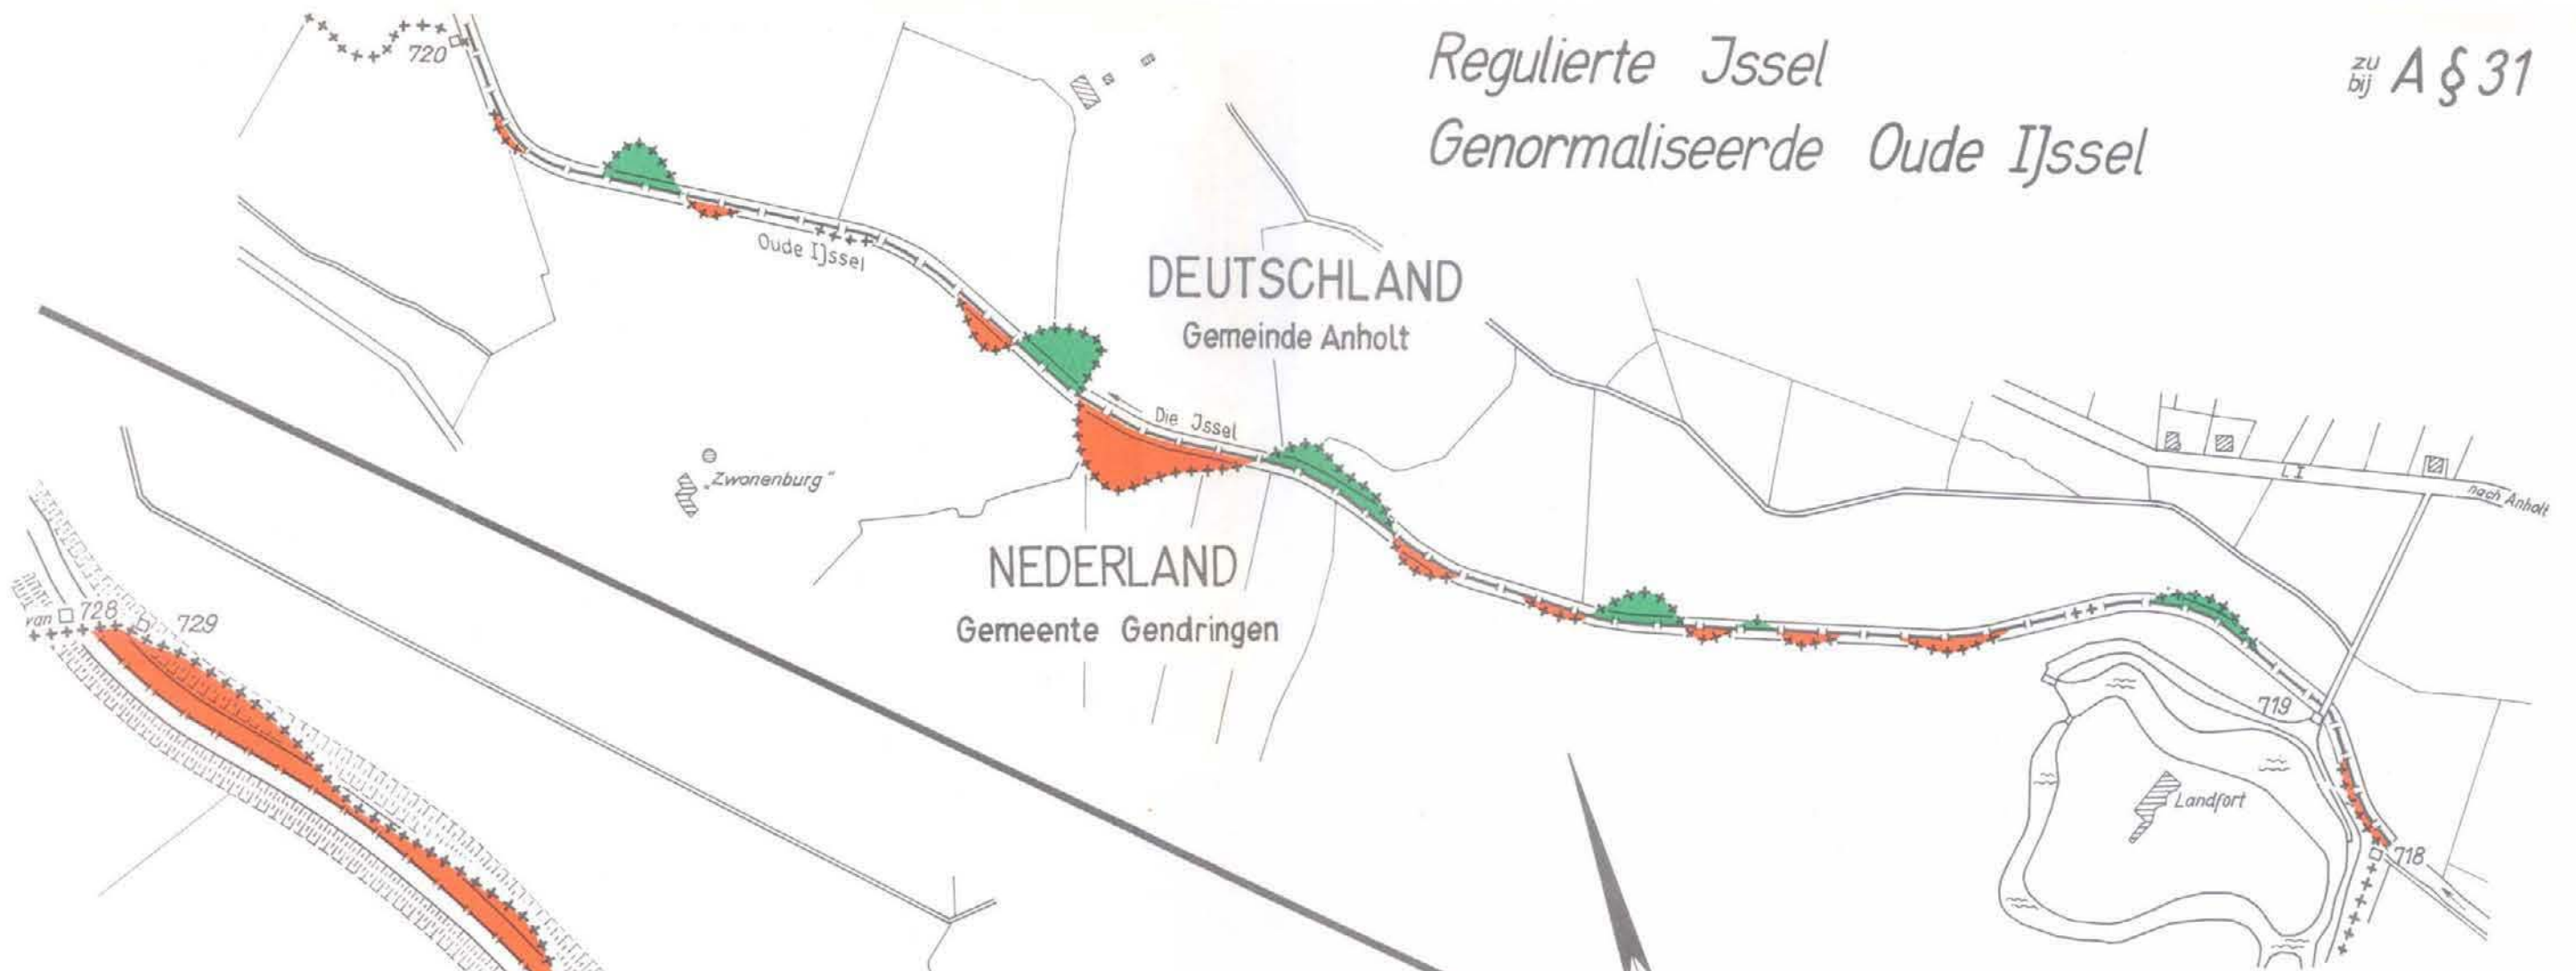 Regulierte Jssel
zu
bij A § 31
Genormaliseerde Oude IJssel
720
Oude IJssel
DEUTSCHLAND
Gemeinde Anholt
Die Jssel
„Zwanenburg"
L I
nach Anholt
NEDERLAND
Gemeente Gendringen
van 728
729
719
Landfort
718